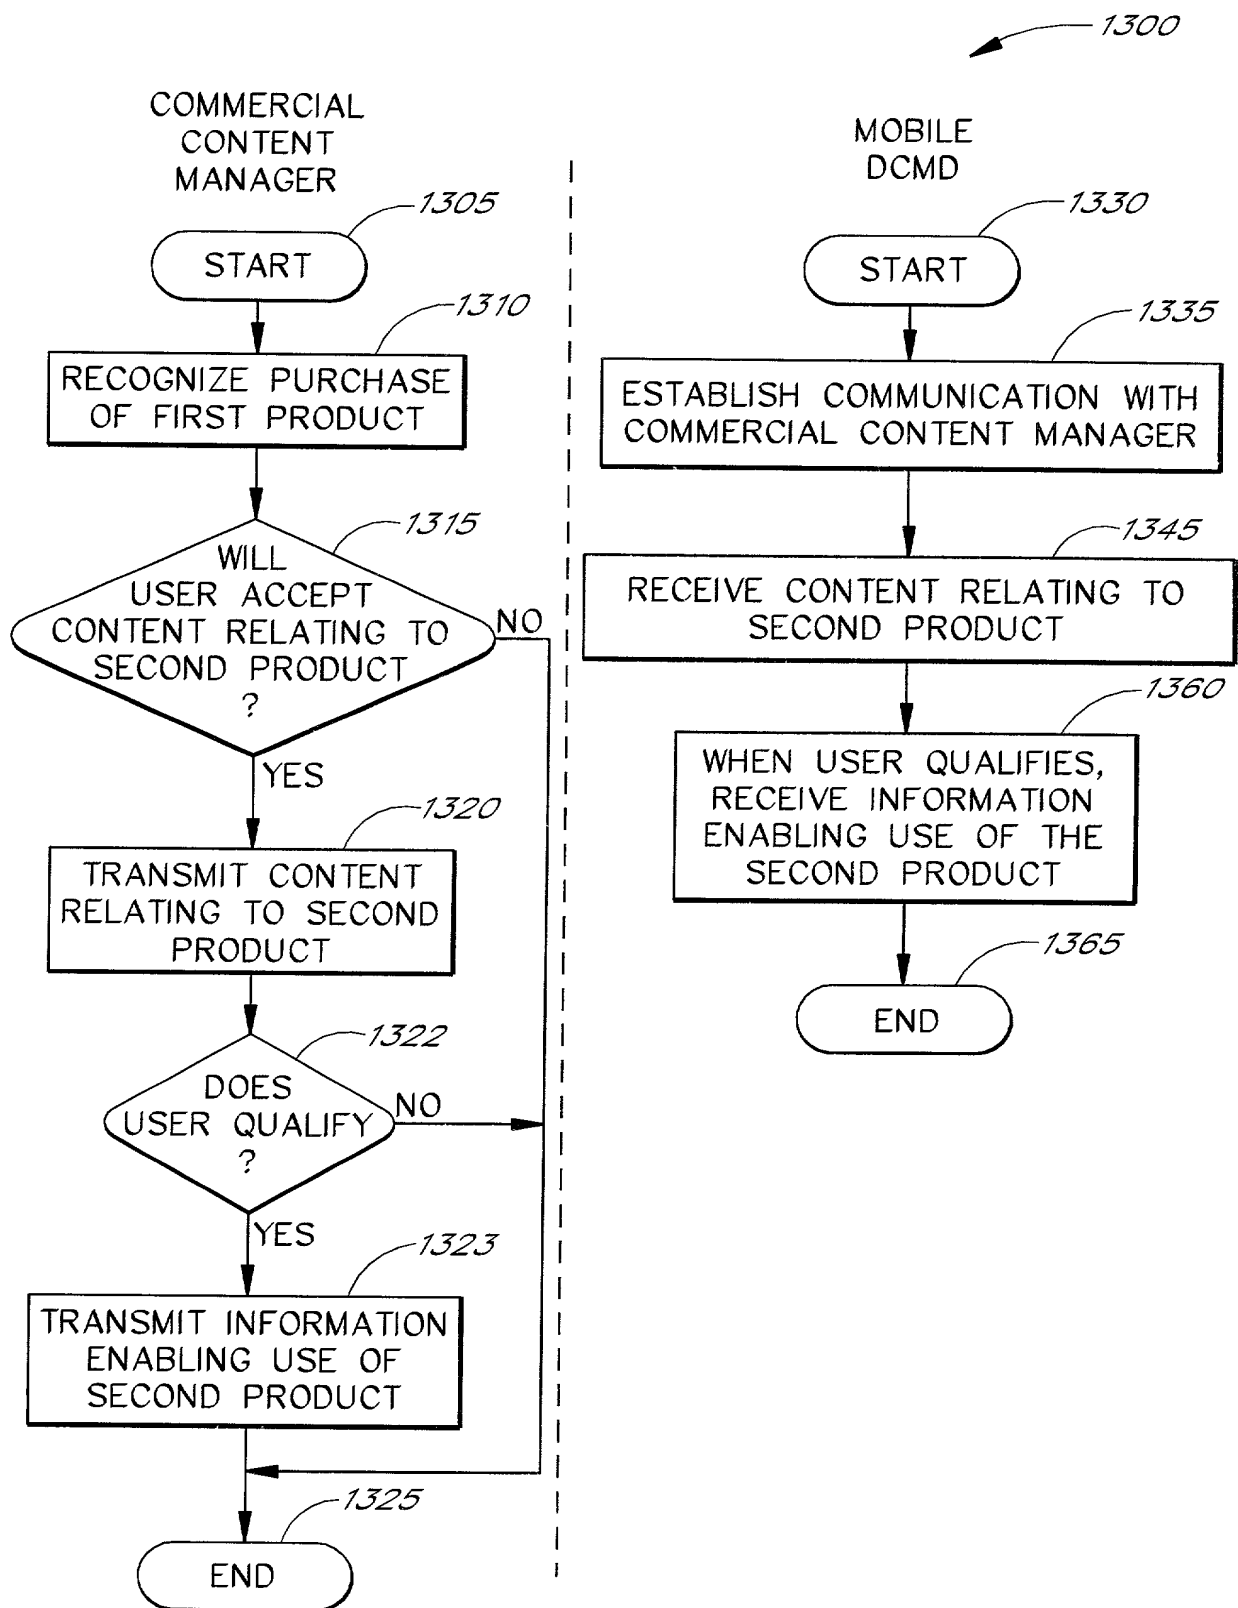 1300
COMMERCIAL
CONTENT
MANAGER
1305
START
1310
RECOGNIZE PURCHASE
OF FIRST PRODUCT
1315
WILL
USER ACCEPT
CONTENT RELATING TO
SECOND PRODUCT
?
NO
YES
1320
TRANSMIT CONTENT
RELATING TO SECOND
PRODUCT
1322
DOES
USER QUALIFY
?
NO
YES
1323
TRANSMIT INFORMATION
ENABLING USE OF
SECOND PRODUCT
1325
END
MOBILE
DCMD
1330
START
1335
ESTABLISH COMMUNICATION WITH
COMMERCIAL CONTENT MANAGER
1345
RECEIVE CONTENT RELATING TO
SECOND PRODUCT
1360
WHEN USER QUALIFIES,
RECEIVE INFORMATION
ENABLING USE OF THE
SECOND PRODUCT
1365
END